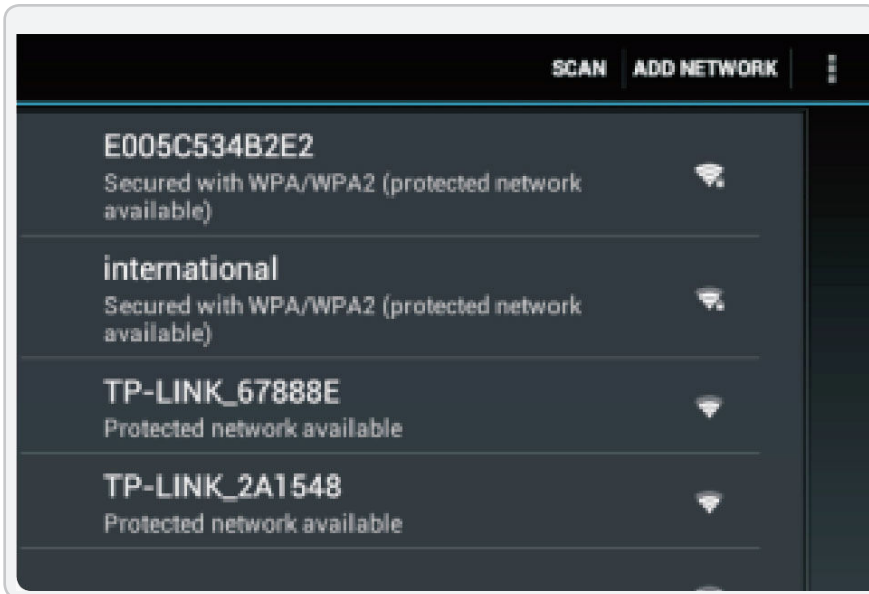 SCAN ADD NETWORK
E005C534B2E2
Secured with WPA/WPA2 (protected network
available)
international
Secured with WPA/WPA2 (protected network
available)
TP-LINK_67888E
Protected network available
TP-LINK_2A1548
Protected network available